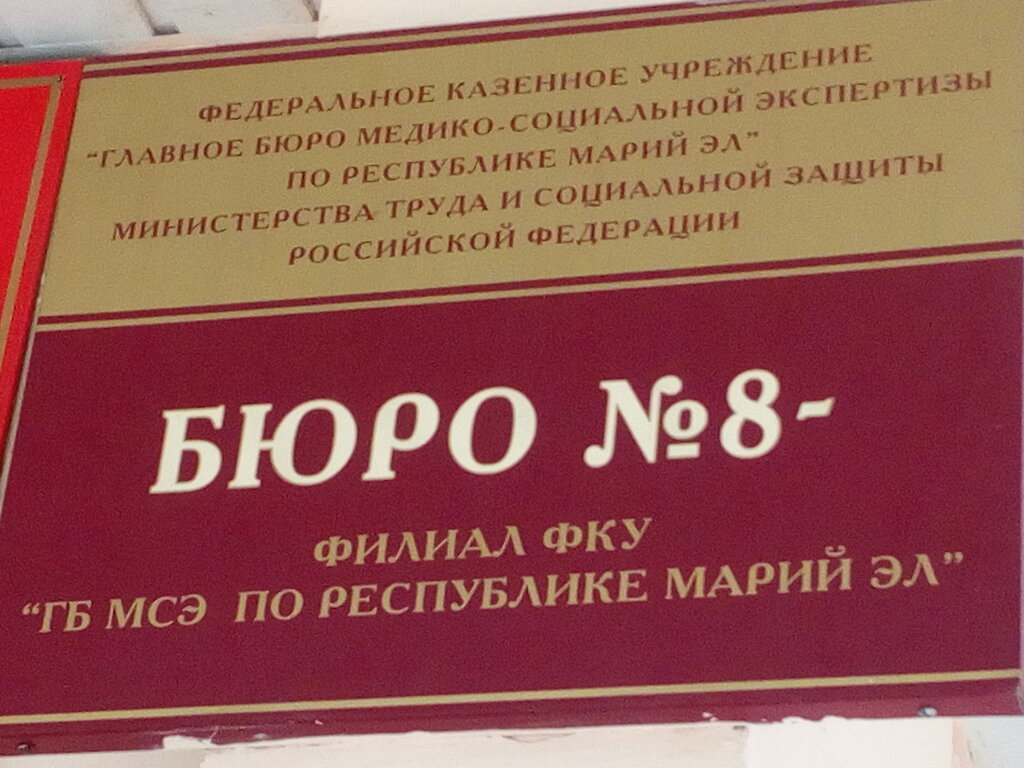 ФЕДЕРАЛЬНОЕ КАЗЕННОЕ УЧРЕЖДЕНИЕ
“ГЛАВНОЕ БЮРО МЕДИКО-СОЦИАЛЬНОЙ ЭКСПЕРТИЗЫ
ПО РЕСПУБЛИКЕ МАРИЙ ЭЛ”
МИНИСТЕРСТВА ТРУДА И СОЦИАЛЬНОЙ ЗАЩИТЫ
РОССИЙСКОЙ ФЕДЕРАЦИИ
БЮРО №8-
ФИЛИАЛ ФКУ
“ГБ МСЭ ПО РЕСПУБЛИКЕ МАРИЙ ЭЛ”